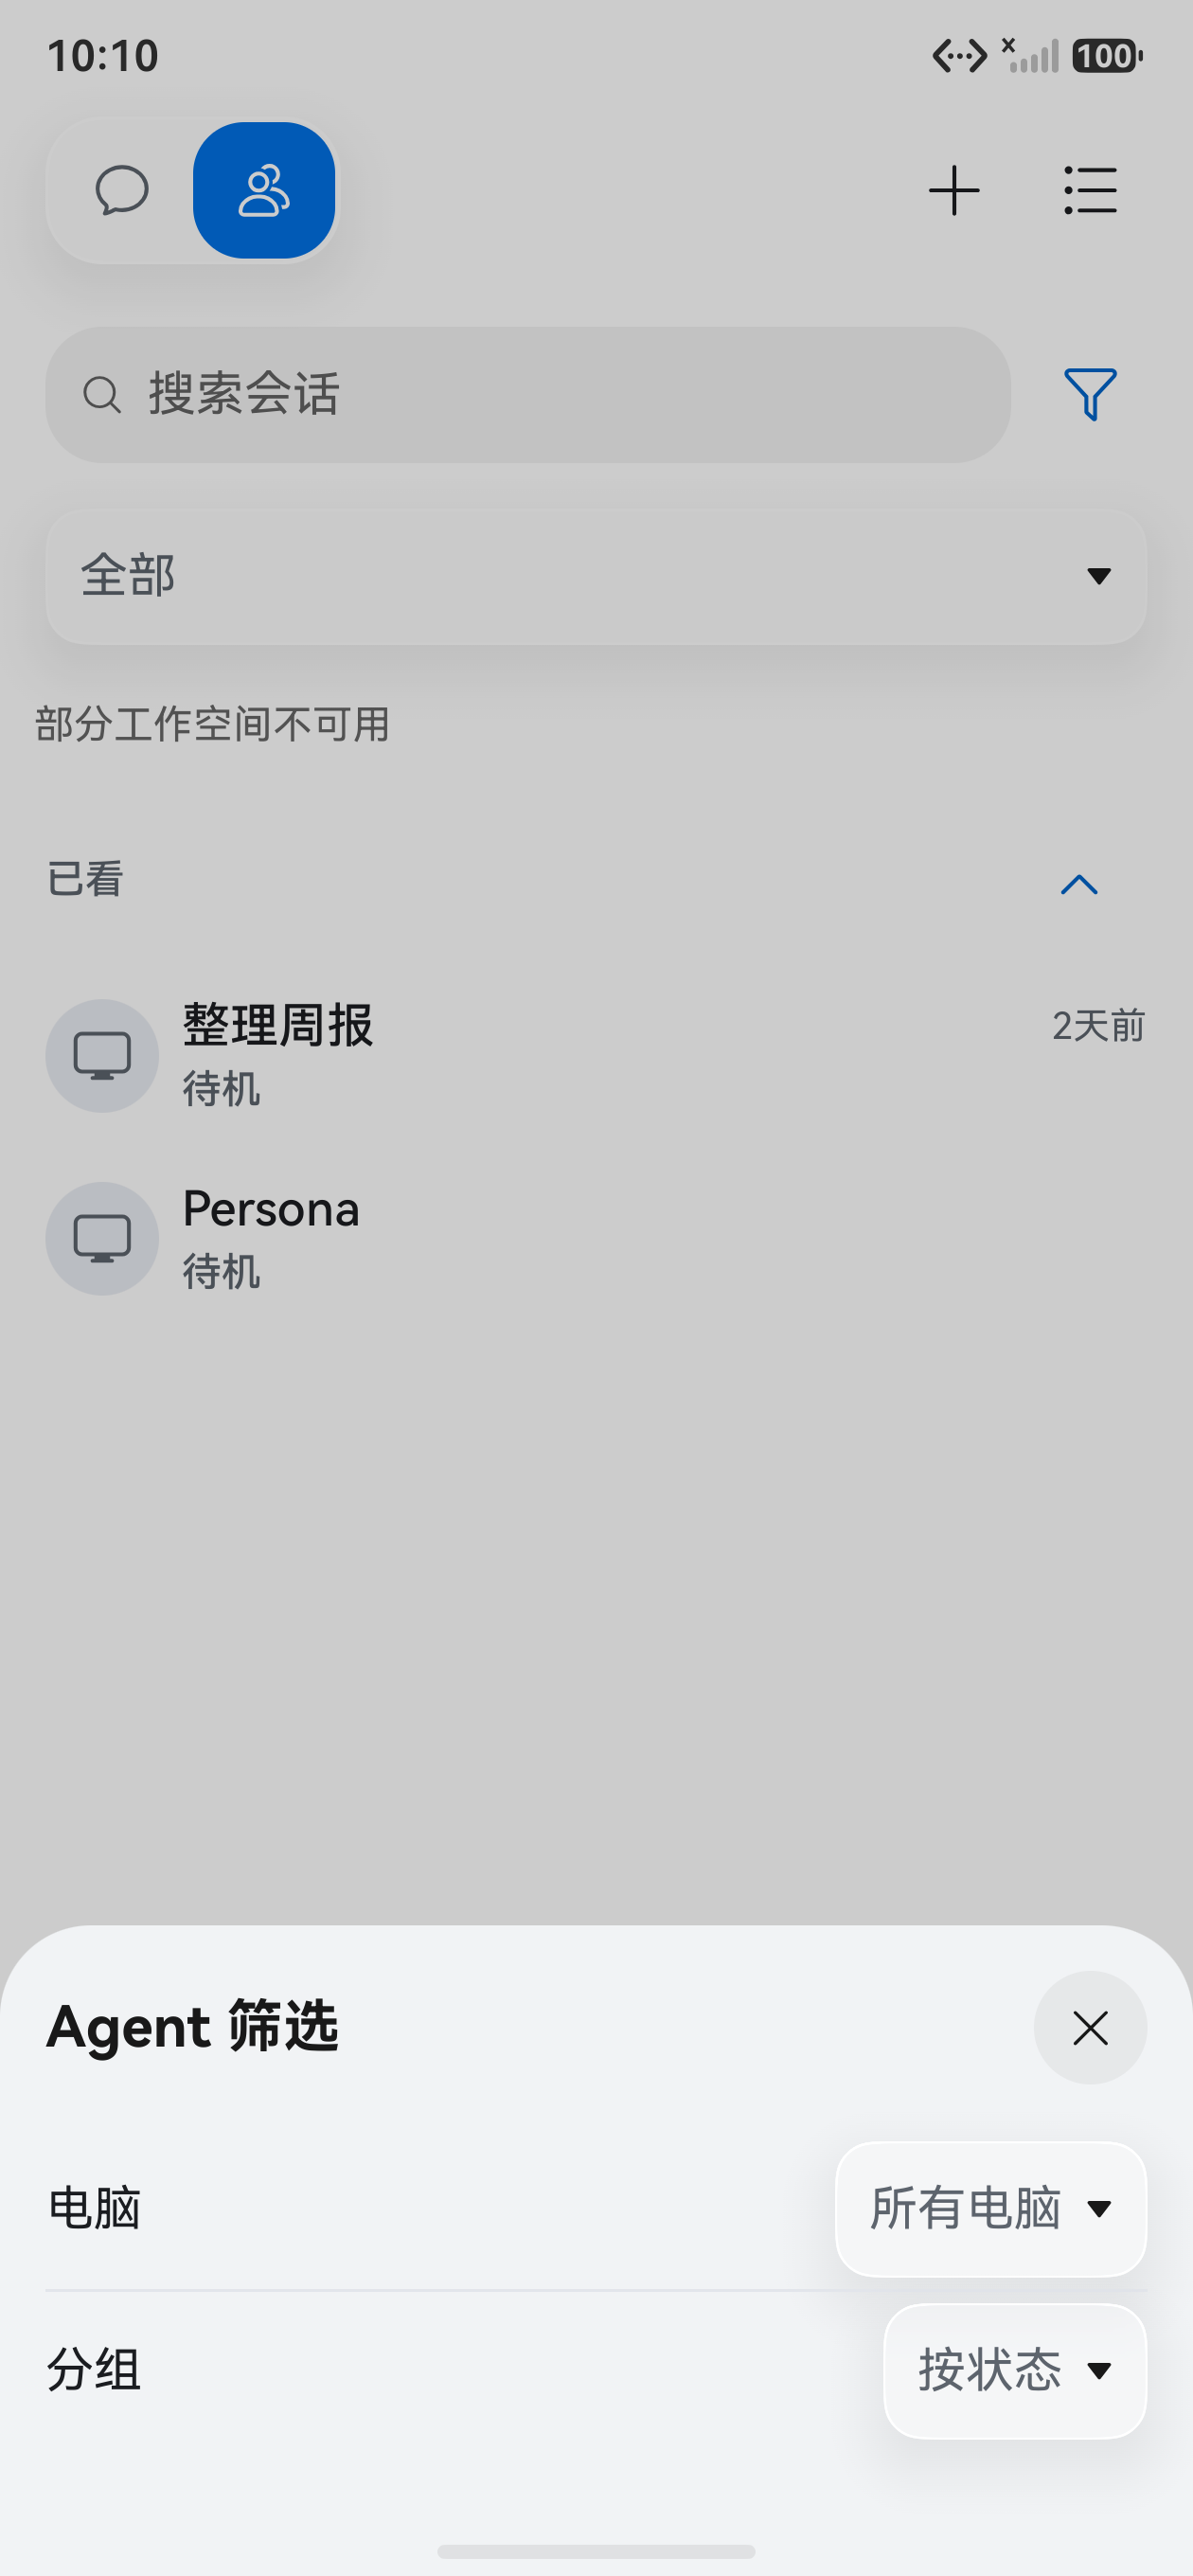 10:10
100
搜索会话
全部
部分工作空间不可用
已看
整理周报
2天前
待机
Persona
待机
Agent 筛选
电脑
所有电脑
分组
按状态